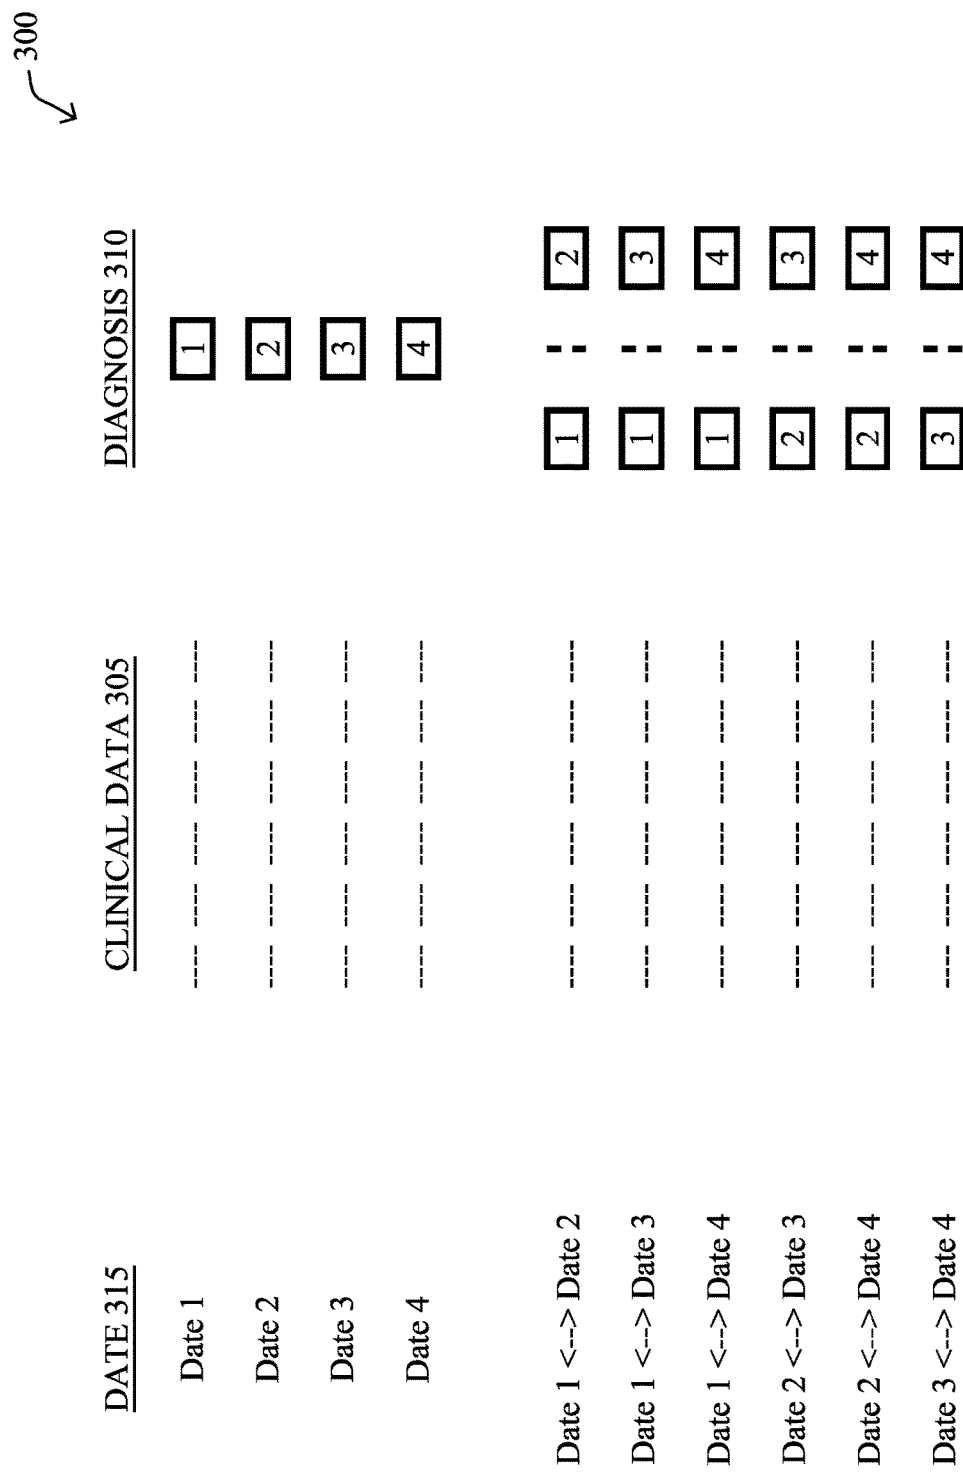 300
DATE 315 CLINICAL DATA 305 DIAGNOSIS 310
Date 1 ----- ----- ----- ----- ----- ----- 1
Date 2 ----- ----- ----- ----- ----- ----- 2
Date 3 ----- ----- ----- ----- ----- ----- 3
Date 4 ----- ----- ----- ----- ----- ----- 4
Date 1 <--> Date 2 ----- ----- ----- ----- ----- ----- 1 -- 2
Date 1 <--> Date 3 ----- ----- ----- ----- ----- ----- 1 -- 3
Date 1 <--> Date 4 ----- ----- ----- ----- ----- ----- 1 -- 4
Date 2 <--> Date 3 ----- ----- ----- ----- ----- ----- 2 -- 3
Date 2 <--> Date 4 ----- ----- ----- ----- ----- ----- 2 -- 4
Date 3 <--> Date 4 ----- ----- ----- ----- ----- ----- 3 -- 4